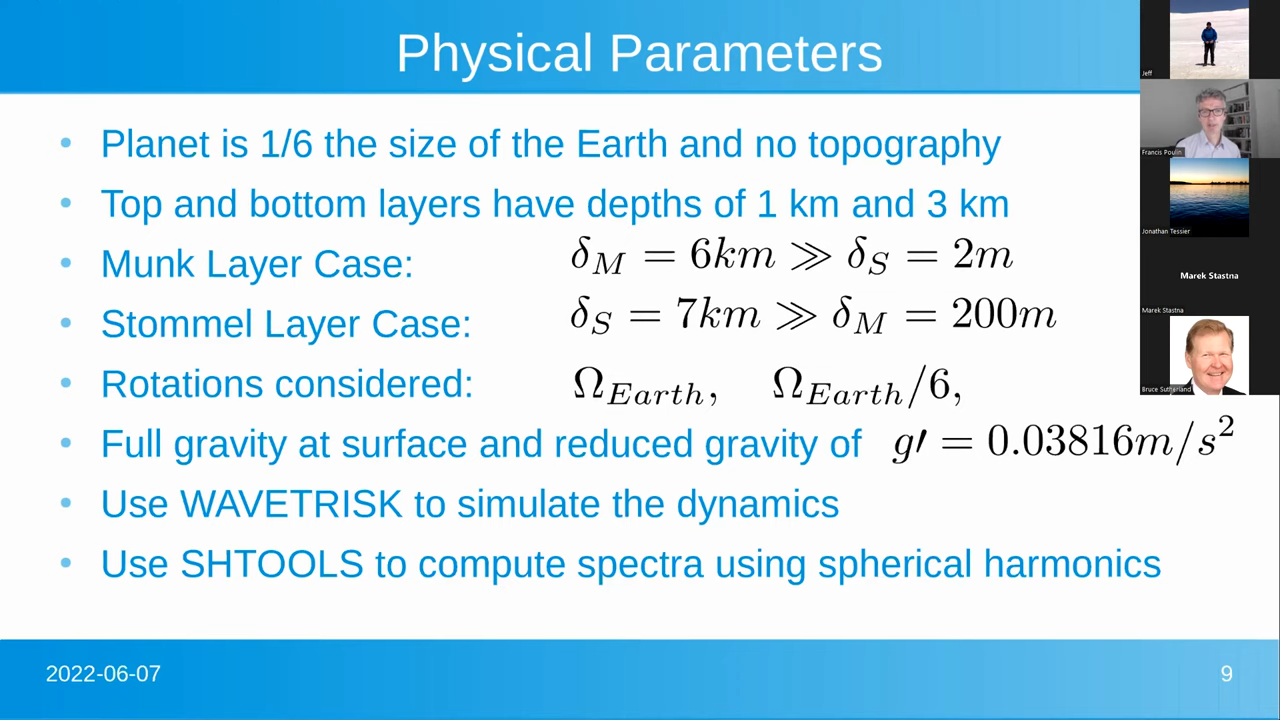 Physical Parameters
• Planet is 1/6 the size of the Earth and no topography
• Top and bottom layers have depths of 1 km and 3 km
• Munk Layer Case: δ_M = 6km ≫ δ_S = 2m
• Stommel Layer Case: δ_S = 7km ≫ δ_M = 200m
• Rotations considered: Ω_Earth, Ω_Earth/6,
• Full gravity at surface and reduced gravity of g′ = 0.03816m/s²
• Use WAVETRISK to simulate the dynamics
• Use SHTOOLS to compute spectra using spherical harmonics
2022-06-07
9
Jeff
Francis Poulin
Jonathan Tessier
Marek Stastna
Marek Stastna
Bruce Sutherland